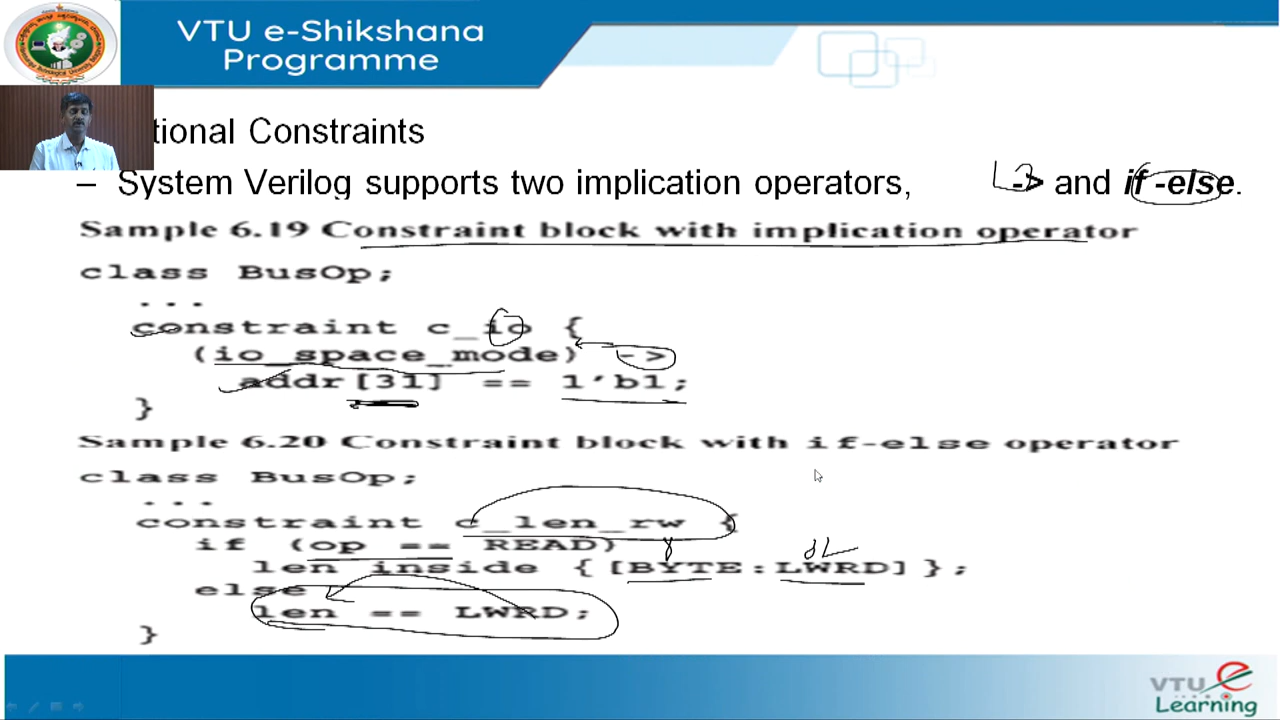 VTU e-Shikshana
Programme
tional Constraints
– System Verilog supports two implication operators, -> and if -else.
Sample 6.19 Constraint block with implication operator
class BusOp;
...
constraint c_io {
(io_space_mode) ->
addr [31] == 1'b1;
}
Sample 6.20 Constraint block with if-else operator
class BusOp;
...
constraint c_len_rw {
if (op == READ)
len inside {[BYTE:LWRD]};
else
len == LWRD;
}
VTU e
Learning